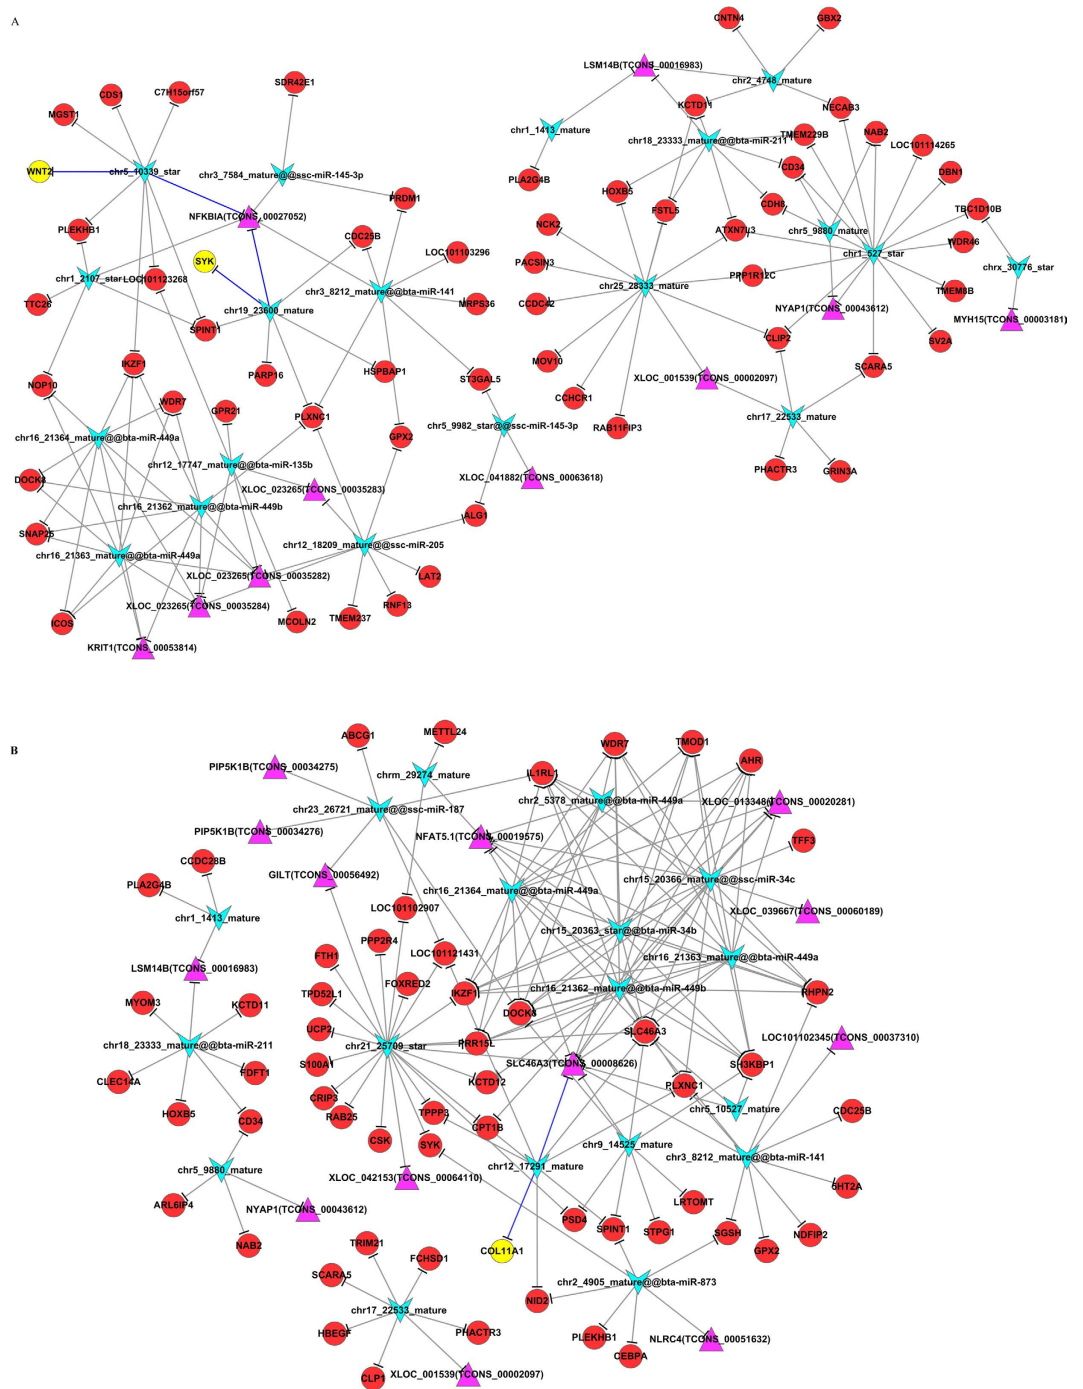 A
CNTN4
GBX2
LSM14B(TCONS_00016983)
chr2_4748_mature
SDR42E1
C7H15orf57
CDS1
MGST1
KCTD11
NECAB3
chr1_1413_mature
chr18_23333_mature@@bta-miR-211
TMEM229B
NAB2
LOC101114265
WNT2
chr5_10339_star
chr3_7584_mature@@ssc-miR-145-3p
PLA2G4B
CD34
DBN1
PRDM1
HOXB5
FSTL5
CDH8
TBC1D10B
NFKBIA(TCONS_00027052)
NCK2
ATXN7L3
chr5_9880_mature
PLEKHB1
CDC25B
WDR46
SYK
LOC101103296
PACSIN3
chr1_527_star
chrx_30776_star
chr1_2107_star
LOC101123268
PPP1R12C
chr3_8212_mature@@bta-miR-141
chr25_28333_mature
TMEM8B
TTC26
MRPS36
CCDC42
NYAP1(TCONS_00043612)
chr19_23600_mature
MYH15(TCONS_00003181)
SPINT1
CLIP2
SV2A
MOV10
IKZF1
SCARA5
HSPBAP1
PARP16
ST3GAL5
XLOC_001539(TCONS_00002097)
NOP10
CCHCR1
WDR7
GPR21
PLXNC1
chr17_22533_mature
chr5_9982_star@@ssc-miR-145-3p
RAB11FIP3
chr16_21364_mature@@bta-miR-449a
GPX2
chr12_17747_mature@@bta-miR-135b
PHACTR3
GRIN3A
DOCK8
XLOC_041882(TCONS_00063618)
XLOC_023265(TCONS_00035283)
chr16_21362_mature@@bta-miR-449b
ALG1
SNAP25
chr12_18209_mature@@ssc-miR-205
chr16_21363_mature@@bta-miR-449a
XLOC_023265(TCONS_00035282)
LAT2
XLOC_023265(TCONS_00035284)
RNF13
ICOS
MCOLN2
TMEM237
KRIT1(TCONS_00053814)
B
ABCG1
METTL24
WDR7
TMOD1
AHR
PIP5K1B(TCONS_00034275)
chrm_29274_mature
IL1RL1
chr23_26721_mature@@ssc-miR-187
chr2_5378_mature@@bta-miR-449a
XLOC_013348(TCONS_00020281)
PIP5K1B(TCONS_00034276)
NFAT5.1(TCONS_00019575)
TFF3
CCDC28B
GILT(TCONS_00056492)
chr15_20366_mature@@ssc-miR-34c
PLA2G4B
chr16_21364_mature@@bta-miR-449a
LOC101102907
XLOC_039667(TCONS_00060189)
chr1_1413_mature
chr15_20363_star@@bta-miR-34b
PPP2R4
LOC101121431
FTH1
chr16_21363_mature@@bta-miR-449a
LSM14B(TCONS_00016983)
FOXRED2
IKZF1
chr16_21362_mature@@bta-miR-449b
RHPN2
TPD52L1
MYOM3
KCTD11
DOCK8
UCP2
SLC46A3
LOC101102345(TCONS_00037310)
chr18_23333_mature@@bta-miR-211
chr21_25709_star
PRR15L
S100A1
SLC46A3(TCONS_00008626)
SH3KBP1
FDFT1
CLEC14A
KCTD12
PLXNC1
CRIP3
RAB25
TPPP3
chr5_10527_mature
HOXB5
CD34
CPT1B
CDC25B
CSK
SYK
chr9_14525_mature
chr3_8212_mature@@bta-miR-141
chr5_9880_mature
chr12_17291_mature
XLOC_042153(TCONS_00064110)
5HT2A
ARL6IP4
NYAP1(TCONS_00043612)
LRTOMT
PSD4
SPINT1
STPG1
NDFIP2
SGSH
NAB2
TRIM21
COL11A1
GPX2
FCHSD1
SCARA5
chr2_4905_mature@@bta-miR-873
NID2
chr17_22533_mature
HBEGF
PHACTR3
PLEKHB1
NLRC4(TCONS_00051632)
CEBPA
CLP1
XLOC_001539(TCONS_00002097)